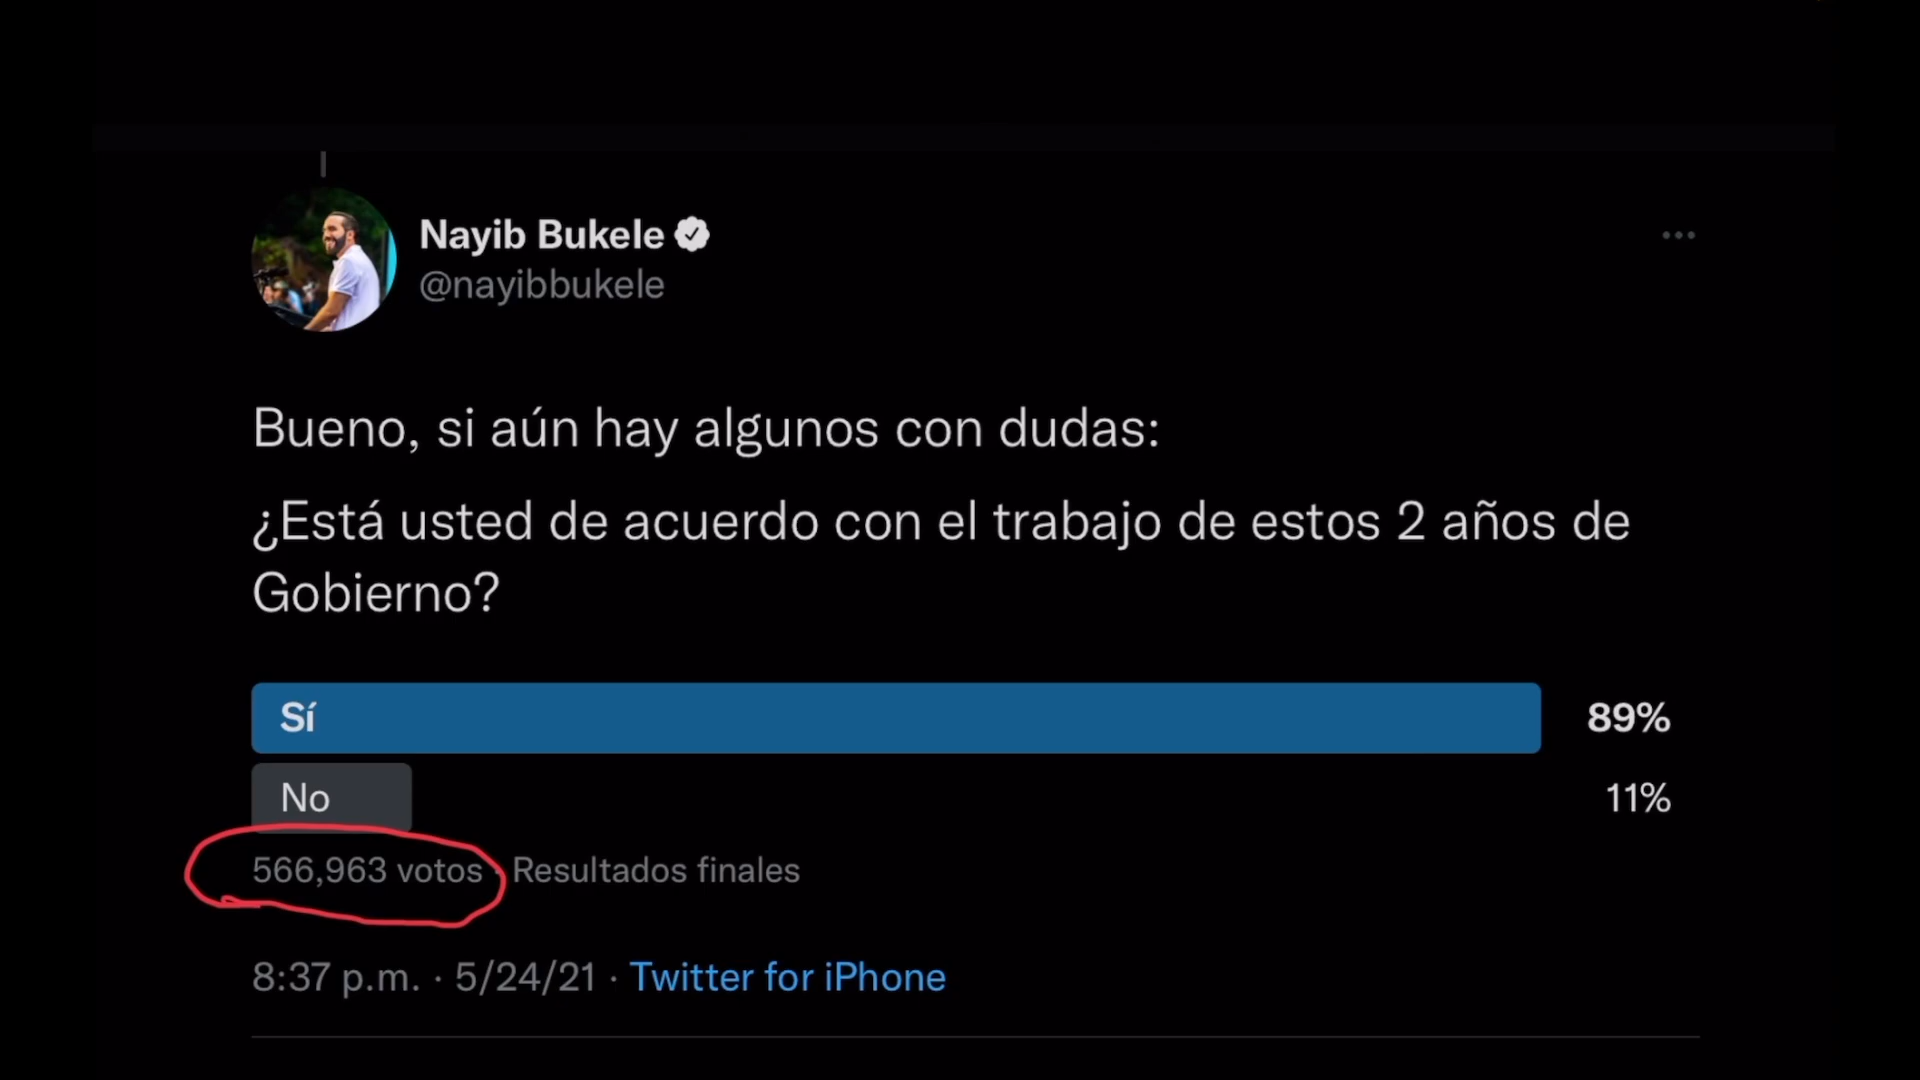 Nayib Bukele
@nayibbukele
Bueno, si aún hay algunos con dudas:
¿Está usted de acuerdo con el trabajo de estos 2 años de
Gobierno?
Sí 89%
No 11%
566,963 votos · Resultados finales
8:37 p.m. · 5/24/21 · Twitter for iPhone